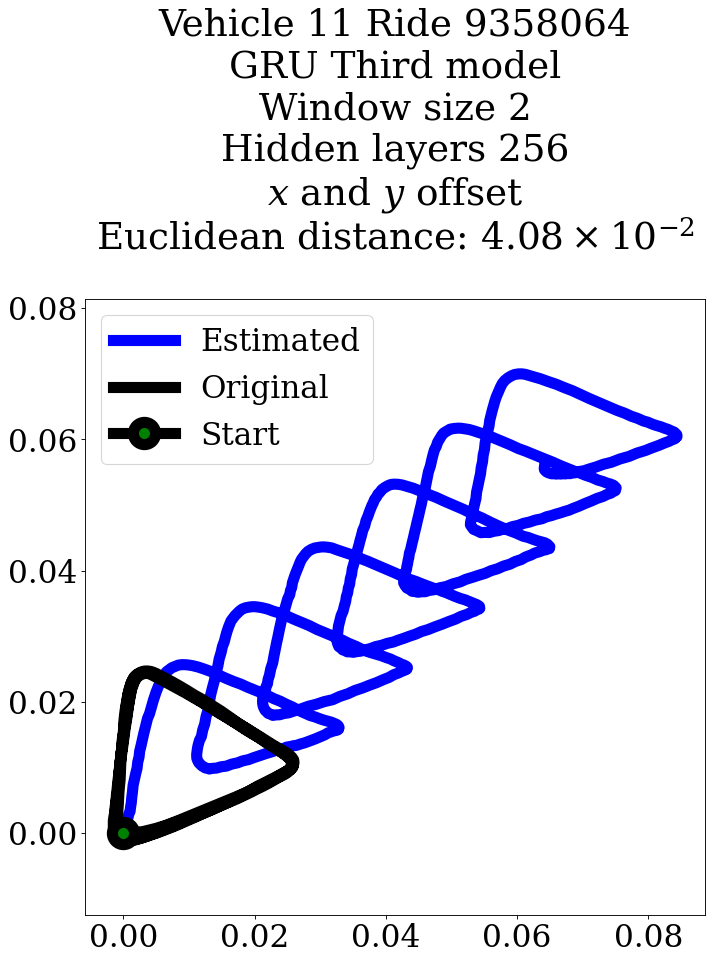 Vehicle 11 Ride 9358064
GRU Third model
Window size 2
Hidden layers 256
x and y offset
Euclidean distance: 4.08 × 10⁻²
0.08
0.06
0.04
0.02
0.00
Estimated
Original
Start
0.00 0.02 0.04 0.06 0.08